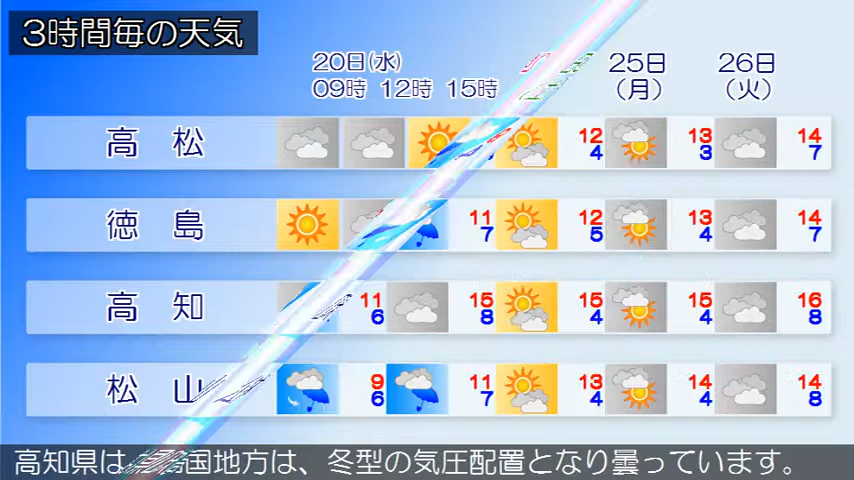 3時間毎の天気
20日(水)
09時 12時 15時
25日
(月)
26日
(火)
高松 12 4 13 3 14 7
徳島 11 7 12 5 13 4 14 7
高知 11 6 15 8 15 4 15 4 16 8
松山 9 6 11 7 13 4 14 4 14 8
高知県は 国地方は、冬型の気圧配置となり曇っています。